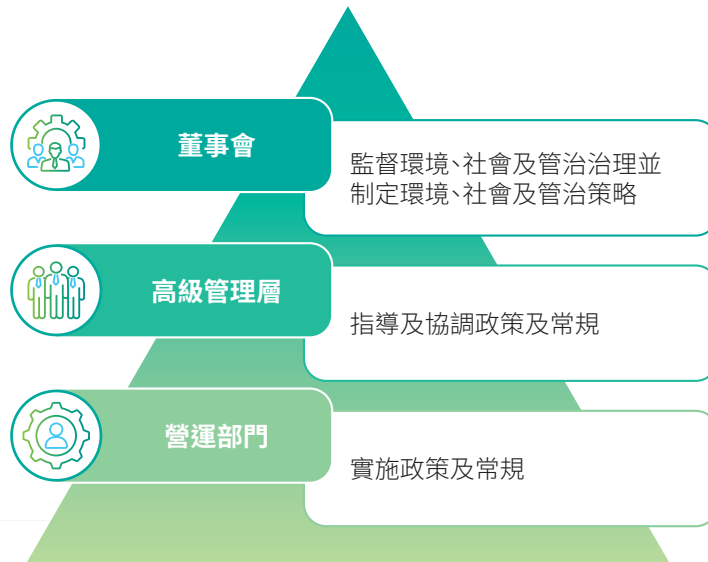 董事會
監督環境、社會及管治治理並
制定環境、社會及管治策略
高級管理層
指導及協調政策及常規
營運部門
實施政策及常規